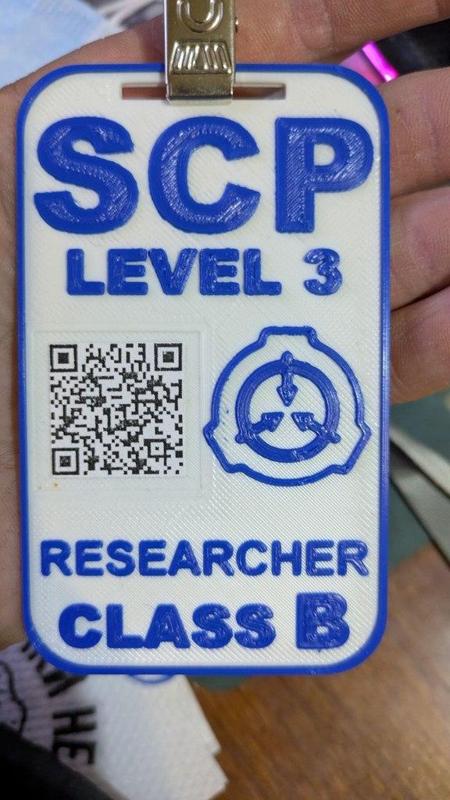 SCP
LEVEL 3
RESEARCHER
CLASS B